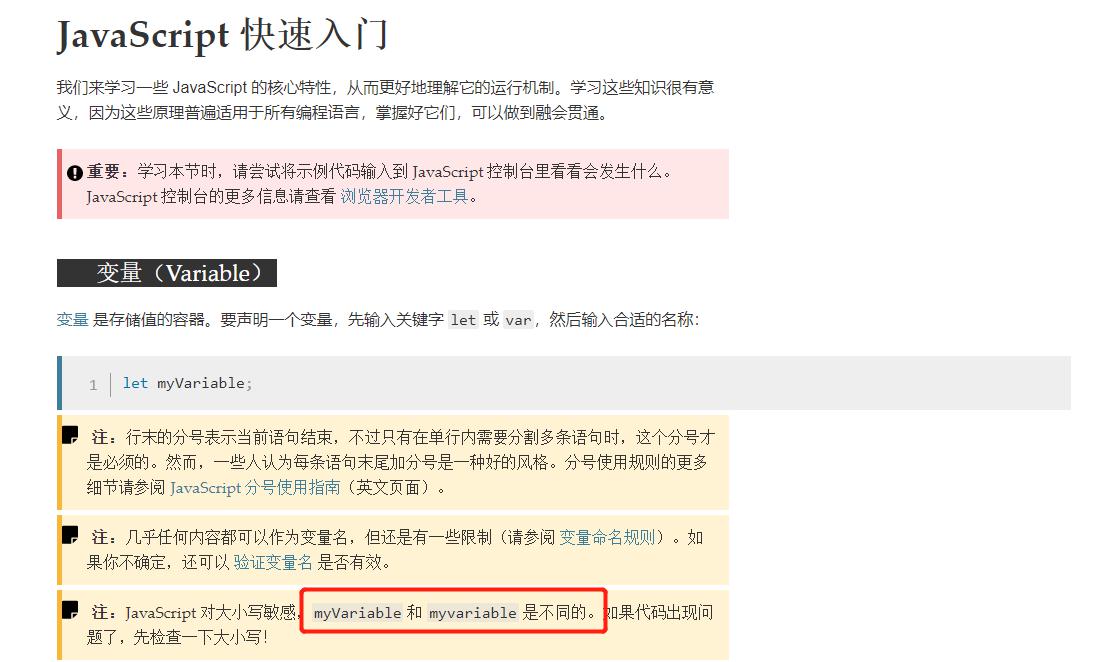 JavaScript 快速入门
我们来学习一些 JavaScript 的核心特性，从而更好地理解它的运行机制。学习这些知识很有意
义，因为这些原理普遍适用于所有编程语言，掌握好它们，可以做到融会贯通。
重要：学习本节时，请尝试将示例代码输入到 JavaScript 控制台里看看会发生什么。
JavaScript 控制台的更多信息请查看 浏览器开发者工具。
变量（Variable）
变量 是存储值的容器。要声明一个变量，先输入关键字 let 或 var，然后输入合适的名称：
1 let myVariable;
注：行末的分号表示当前语句结束，不过只有在单行内需要分割多条语句时，这个分号才
是必须的。然而，一些人认为每条语句末尾加分号是一种好的风格。分号使用规则的更多
细节请参阅 JavaScript 分号使用指南（英文页面）。
注：几乎任何内容都可以作为变量名，但还是有一些限制（请参阅 变量命名规则）。如
果你不确定，还可以 验证变量名 是否有效。
注：JavaScript 对大小写敏感，myVariable 和 myvariable 是不同的。如果代码出现问
题了，先检查一下大小写！